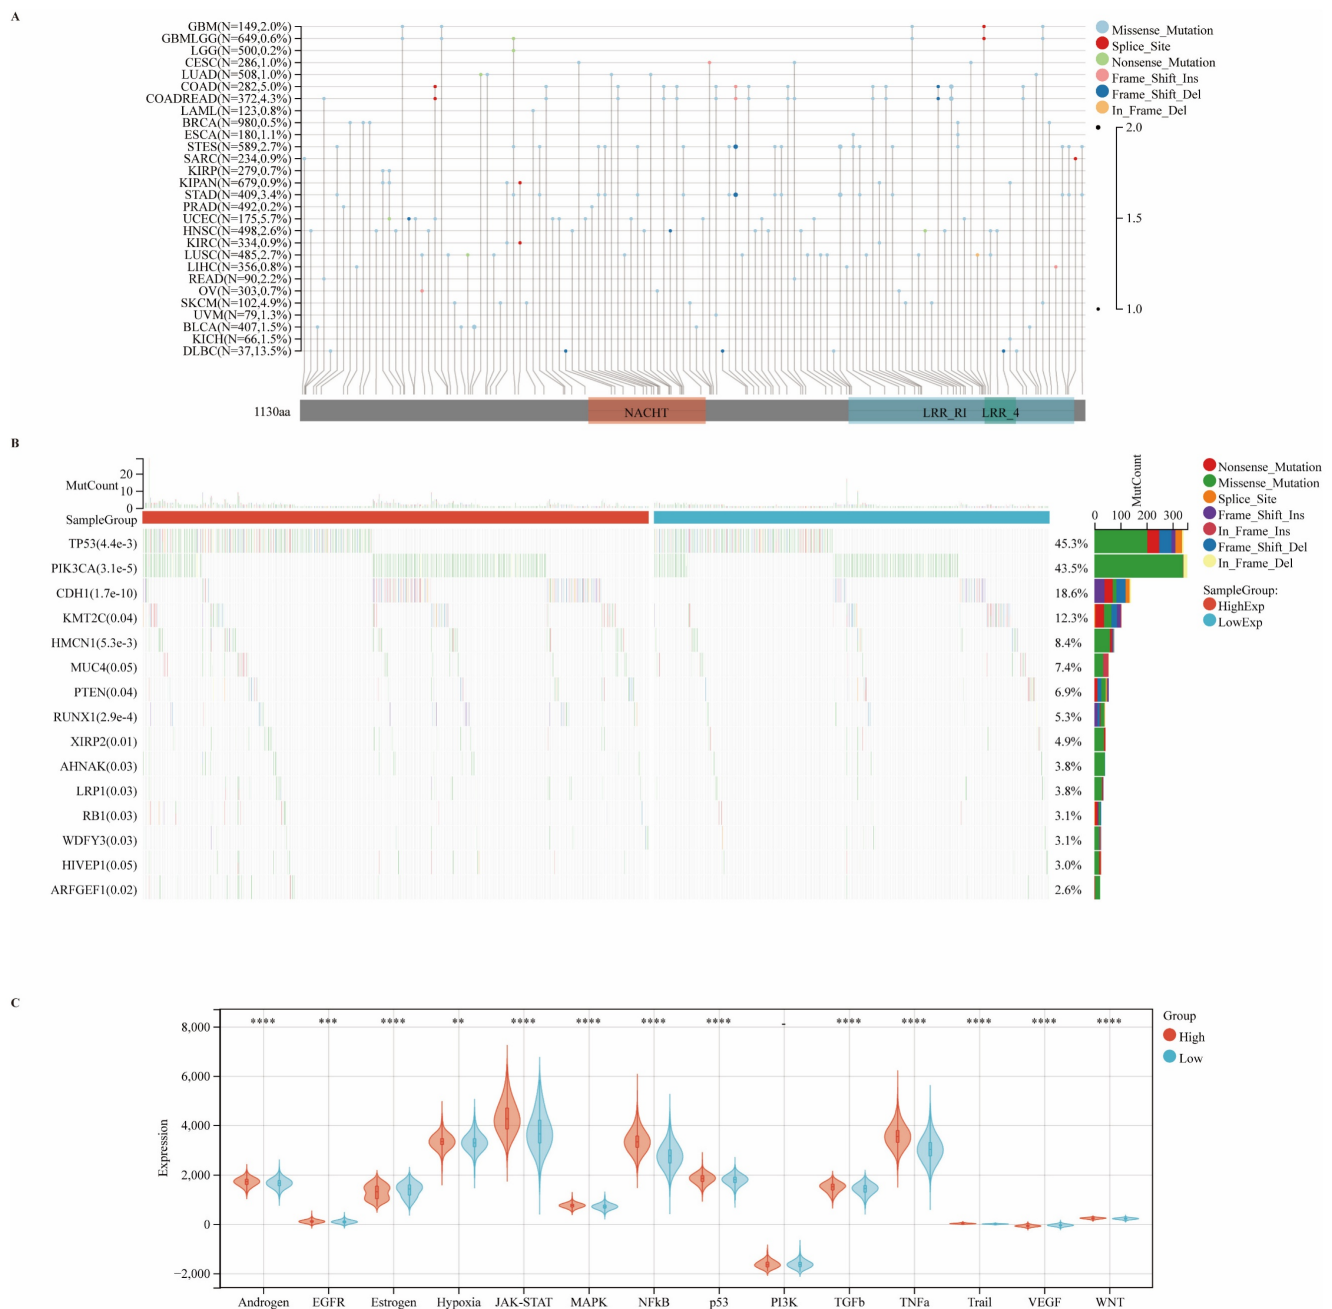 A
GBM(N=149,2.0%)
GBMLGG(N=649,0.6%)
LGG(N=500,0.2%)
CESC(N=286,1.0%)
LUAD(N=508,1.0%)
COAD(N=282,5.0%)
COADREAD(N=372,4.3%)
LAML(N=123,0.8%)
BRCA(N=980,0.5%)
ESCA(N=180,1.1%)
STES(N=589,2.7%)
SARC(N=234,0.9%)
KIRP(N=279,0.7%)
KIPAN(N=679,0.9%)
STAD(N=409,3.4%)
PRAD(N=492,0.2%)
UCEC(N=175,5.7%)
HNSC(N=498,2.6%)
KIRC(N=334,0.9%)
LUSC(N=485,2.7%)
LIHC(N=356,0.8%)
READ(N=90,2.2%)
OV(N=303,0.7%)
SKCM(N=102,4.9%)
UVM(N=79,1.3%)
BLCA(N=407,1.5%)
KICH(N=66,1.5%)
DLBC(N=37,13.5%)
Missense_Mutation
Splice_Site
Nonsense_Mutation
Frame_Shift_Ins
Frame_Shift_Del
In_Frame_Del
2.0
1.5
1.0
1130aa NACHT LRR_RI LRR_4
B
MutCount
20
10
0
SampleGroup
TP53(4.4e-3) 45.3%
PIK3CA(3.1e-5) 43.5%
CDH1(1.7e-10) 18.6%
KMT2C(0.04) 12.3%
HMCN1(5.3e-3) 8.4%
MUC4(0.05) 7.4%
PTEN(0.04) 6.9%
RUNX1(2.9e-4) 5.3%
XIRP2(0.01) 4.9%
AHNAK(0.03) 3.8%
LRP1(0.03) 3.8%
RB1(0.03) 3.1%
WDFY3(0.03) 3.1%
HIVEP1(0.05) 3.0%
ARFGEF1(0.02) 2.6%
MutCount
0 100 200 300
Nonsense_Mutation
Missense_Mutation
Splice_Site
Frame_Shift_Ins
In_Frame_Ins
Frame_Shift_Del
In_Frame_Del
SampleGroup:
HighExp
LowExp
C
Expression
8,000
6,000
4,000
2,000
0
−2,000
**** *** **** ** **** **** **** **** - **** **** **** **** ****
Androgen EGFR Estrogen Hypoxia JAK-STAT MAPK NFkB p53 PI3K TGFb TNFa Trail VEGF WNT
Group
High
Low